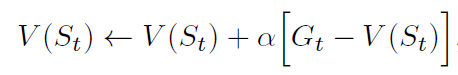 V(S_t) ← V(S_t) + α[G_t − V(S_t)].